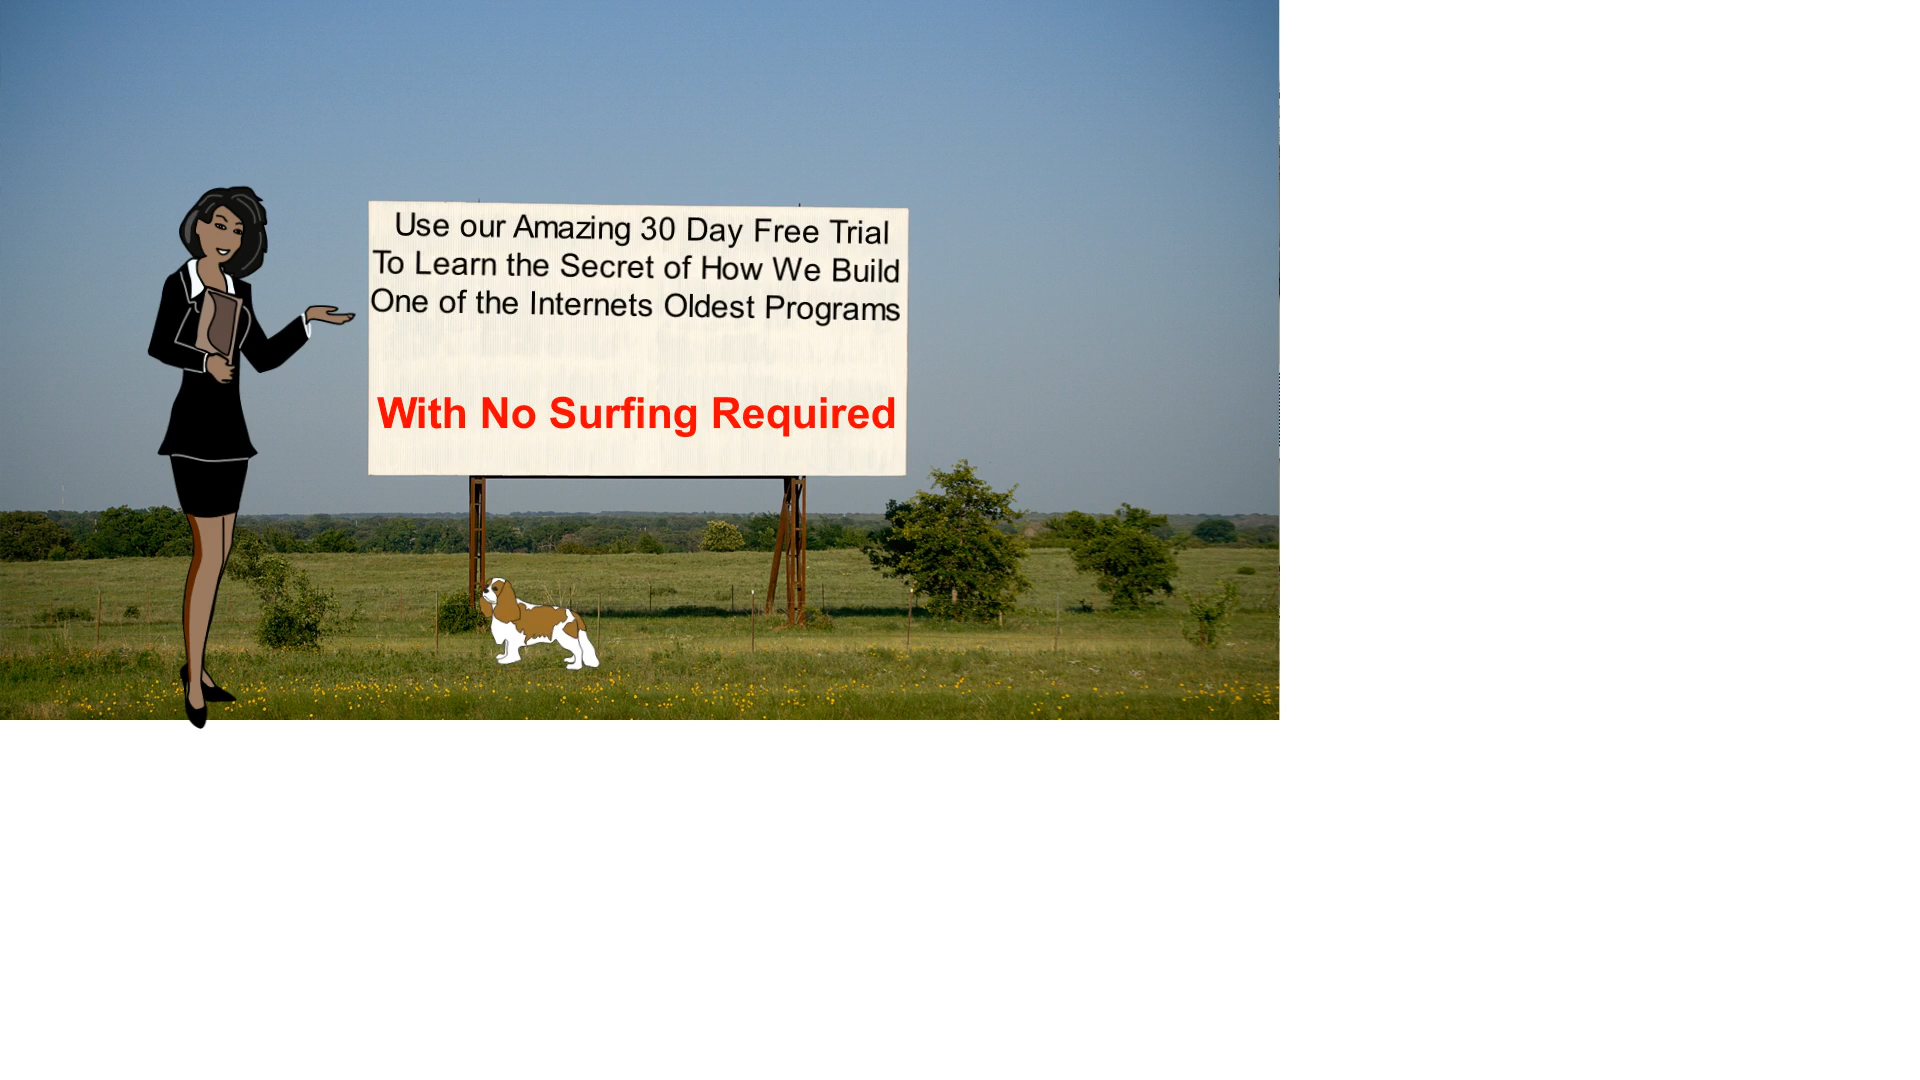 Use our Amazing 30 Day Free Trial
To Learn the Secret of How We Build
One of the Internets Oldest Programs
With No Surfing Required